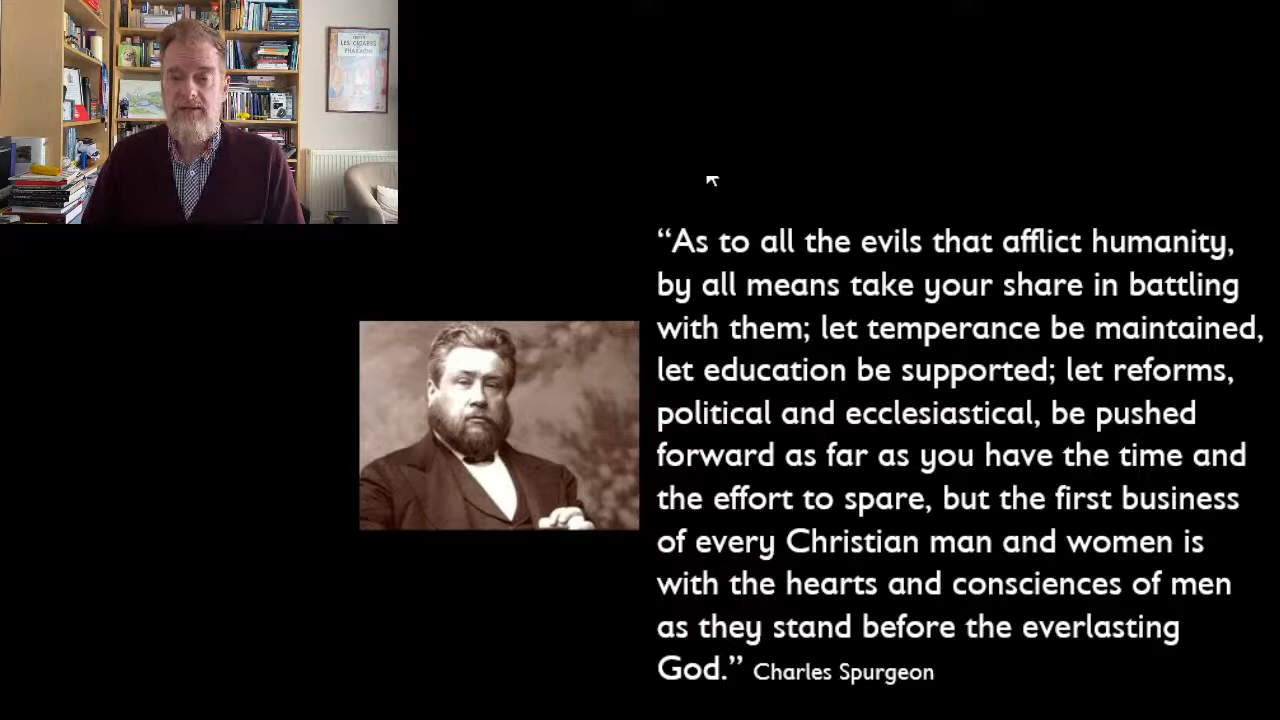 LES CIGARES
PHARAON
“As to all the evils that afflict humanity,
by all means take your share in battling
with them; let temperance be maintained,
let education be supported; let reforms,
political and ecclesiastical, be pushed
forward as far as you have the time and
the effort to spare, but the first business
of every Christian man and women is
with the hearts and consciences of men
as they stand before the everlasting
God.” Charles Spurgeon